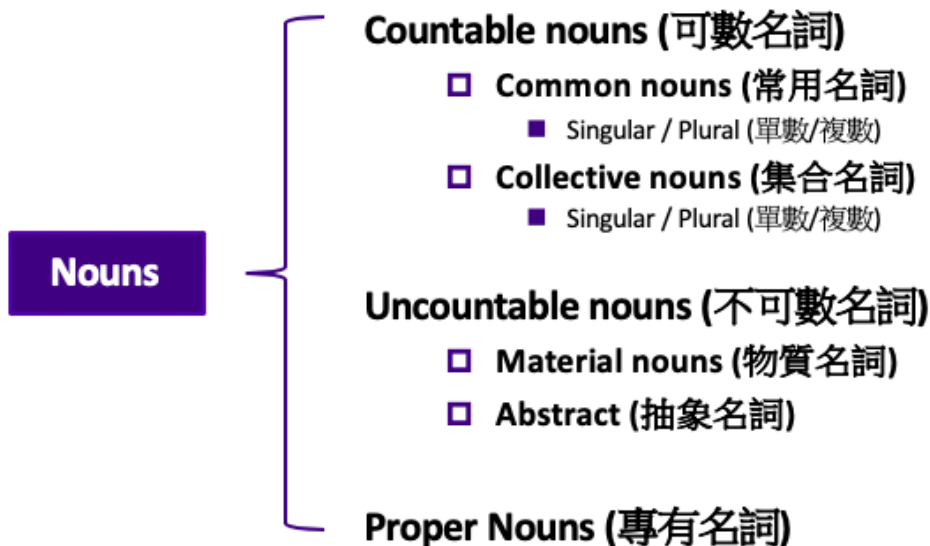 Countable nouns (可數名詞)
Common nouns (常用名詞)
Singular / Plural (單數/複數)
Collective nouns (集合名詞)
Singular / Plural (單數/複數)
Nouns
Uncountable nouns (不可數名詞)
Material nouns (物質名詞)
Abstract (抽象名詞)
Proper Nouns (專有名詞)